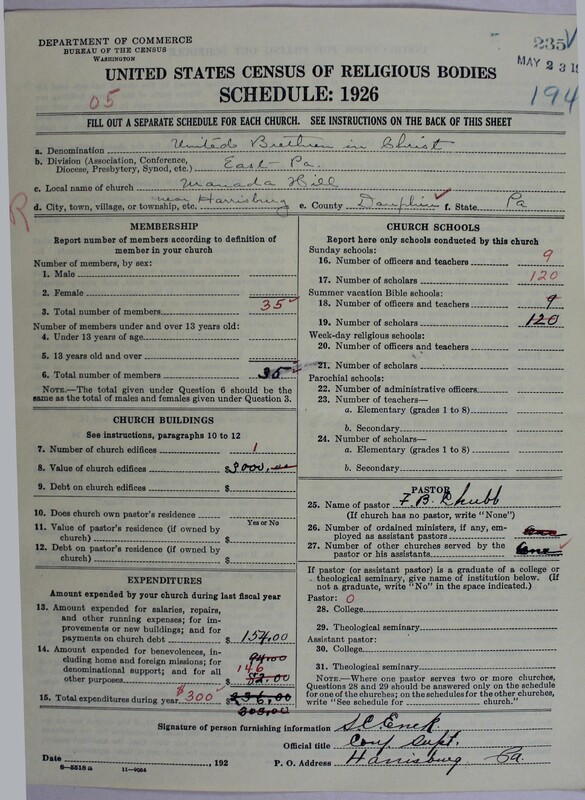 DEPARTMENT OF COMMERCE
BUREAU OF THE CENSUS
WASHINGTON
235
MAY 23 19
194
UNITED STATES CENSUS OF RELIGIOUS BODIES
SCHEDULE: 1926
05
FILL OUT A SEPARATE SCHEDULE FOR EACH CHURCH. SEE INSTRUCTIONS ON THE BACK OF THIS SHEET
a. Denomination United Brethren in Christ
b. Division (Association, Conference, Diocese, Presbytery, Synod, etc.) East Pa.
c. Local name of church Manada Hill
d. City, town, village, or township, etc. near Harrisburg e. County Dauphin f. State Pa
R
MEMBERSHIP
Report number of members according to definition of
member in your church
Number of members, by sex:
1. Male
2. Female
3. Total number of members 35
Number of members under and over 13 years old:
4. Under 13 years of age
5. 13 years old and over
6. Total number of members 35
NOTE.—The total given under Question 6 should be the
same as the total of males and females given under Question 3.
CHURCH BUILDINGS
See instructions, paragraphs 10 to 12
7. Number of church edifices 1
8. Value of church edifices $3000.00
9. Debt on church edifices $
10. Does church own pastor's residence
Yes or No
11. Value of pastor's residence (if owned by
church) $
12. Debt on pastor's residence (if owned by
church) $
EXPENDITURES
Amount expended by your church during last fiscal year
13. Amount expended for salaries, repairs,
and other running expenses; for im-
provements or new buildings; and for
payments on church debt $ 154.00
14. Amount expended for benevolences, in-
cluding home and foreign missions; for
denominational support; and for all
other purposes $ 146
52.00
15. Total expenditures during year $300 $ 236.00
CHURCH SCHOOLS
Report here only schools conducted by this church
Sunday schools:
16. Number of officers and teachers 9
17. Number of scholars 120
Summer vacation Bible schools:
18. Number of officers and teachers 9
19. Number of scholars 120
Week-day religious schools:
20. Number of officers and teachers
21. Number of scholars
Parochial schools:
22. Number of administrative officers
23. Number of teachers—
a. Elementary (grades 1 to 8)
b. Secondary
24. Number of scholars—
a. Elementary (grades 1 to 8)
b. Secondary
PASTOR
25. Name of pastor F. B. Chubb
(If church has no pastor, write "None")
26. Number of ordained ministers, if any, em-
ployed as assistant pastors
27. Number of other churches served by the
pastor or his assistants one
If pastor (or assistant pastor) is a graduate of a college or
theological seminary, give name of institution below. (If
not a graduate, write "No" in the space indicated.)
Pastor: 0
28. College
29. Theological seminary
Assistant pastor:
30. College
31. Theological seminary
NOTE.—Where one pastor serves two or more churches,
Questions 28 and 29 should be answered only on the schedule
for one of the churches; on the schedules for the other churches,
write "See schedule for church."
Signature of person furnishing information S. C. Enck
Official title Conf Supt.
Date , 192 P. O. Address Harrisburg Pa.
8—5518 a 11—9064